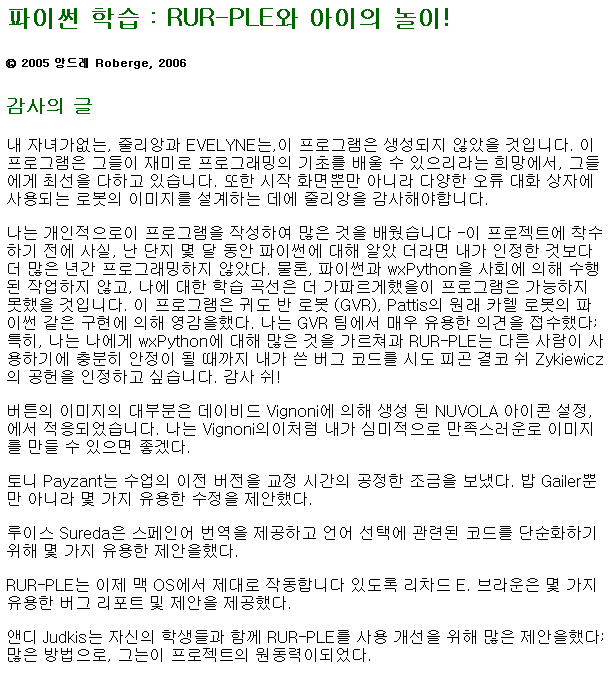 파이썬 학습 : RUR-PLE와 아이의 놀이!
© 2005 앙드레 Roberge, 2006
감사의 글
내 자녀가없는, 줄리앙과 EVELYNE는,이 프로그램은 생성되지 않았을 것입니다. 이
프로그램은 그들이 재미로 프로그래밍의 기초를 배울 수 있으리라는 희망에서, 그들
에게 최선을 다하고 있습니다. 또한 시작 화면뿐만 아니라 다양한 오류 대화 상자에
사용되는 로봇의 이미지를 설계하는 데에 줄리앙을 감사해야합니다.
나는 개인적으로이 프로그램을 작성하여 많은 것을 배웠습니다 -이 프로젝트에 착수
하기 전에 사실, 난 단지 몇 달 동안 파이썬에 대해 알았 더라면 내가 인정한 것보다
더 많은 년간 프로그래밍하지 않았다. 물론, 파이썬과 wxPython을 사회에 의해 수행
된 작업하지 않고, 나에 대한 학습 곡선은 더 가파르게했을이 프로그램은 가능하지
못했을 것입니다. 이 프로그램은 귀도 반 로봇 (GVR), Pattis의 원래 카렐 로봇의 파
이썬 같은 구현에 의해 영감을했다. 나는 GVR 팀에서 매우 유용한 의견을 접수했다;
특히, 나는 나에게 wxPython에 대해 많은 것을 가르쳐과 RUR-PLE는 다른 사람이 사
용하기에 충분히 안정이 될 때까지 내가 쓴 버그 코드를 시도 피곤 결코 쉬 Zykiewicz
의 공헌을 인정하고 싶습니다. 감사 쉬!
버튼의 이미지의 대부분은 데이비드 Vignoni에 의해 생성 된 NUVOLA 아이콘 설정,
에서 적응되었습니다. 나는 Vignoni의이처럼 내가 심미적으로 만족스러운로 이미지
를 만들 수 있으면 좋겠다.
토니 Payzant는 수업의 이전 버전을 교정 시간의 공정한 조금을 보냈다. 밥 Gailer뿐
만 아니라 몇 가지 유용한 수정을 제안했다.
루이스 Sureda은 스페인어 번역을 제공하고 언어 선택에 관련된 코드를 단순화하기
위해 몇 가지 유용한 제안을했다.
RUR-PLE는 이제 맥 OS에서 제대로 작동합니다 있도록 리차드 E. 브라운은 몇 가지
유용한 버그 리포트 및 제안을 제공했다.
앤디 Judkis는 자신의 학생들과 함께 RUR-PLE를 사용 개선을 위해 많은 제안을했다;
많은 방법으로, 그는이 프로젝트의 원동력이되었다.